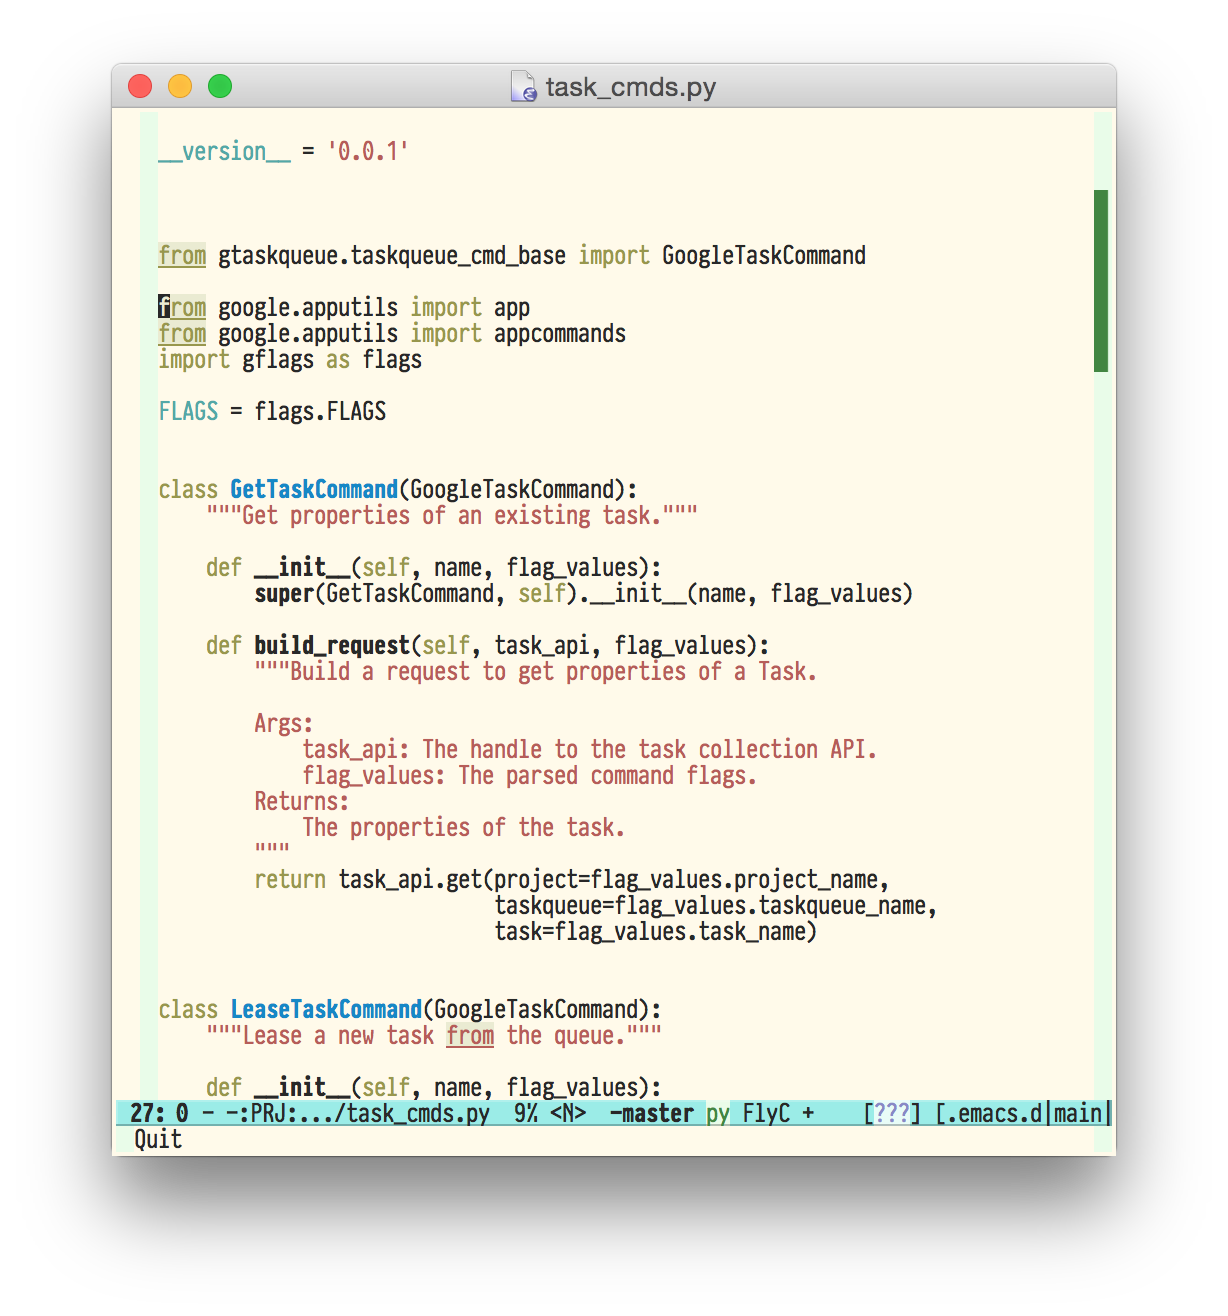 task_cmds.py
__version__ = '0.0.1'
from gtaskqueue.taskqueue_cmd_base import GoogleTaskCommand
from google.apputils import app
from google.apputils import appcommands
import gflags as flags
FLAGS = flags.FLAGS
class GetTaskCommand(GoogleTaskCommand):
    """Get properties of an existing task."""
    def __init__(self, name, flag_values):
        super(GetTaskCommand, self).__init__(name, flag_values)
    def build_request(self, task_api, flag_values):
        """Build a request to get properties of a Task.
        Args:
            task_api: The handle to the task collection API.
            flag_values: The parsed command flags.
        Returns:
            The properties of the task.
        """
        return task_api.get(project=flag_values.project_name,
                            taskqueue=flag_values.taskqueue_name,
                            task=flag_values.task_name)
class LeaseTaskCommand(GoogleTaskCommand):
    """Lease a new task from the queue."""
    def __init__(self, name, flag_values):
27: 0 - -:PRJ:.../task_cmds.py  9% <N>  -master py FlyC +    [???] [.emacs.d|main|
Quit